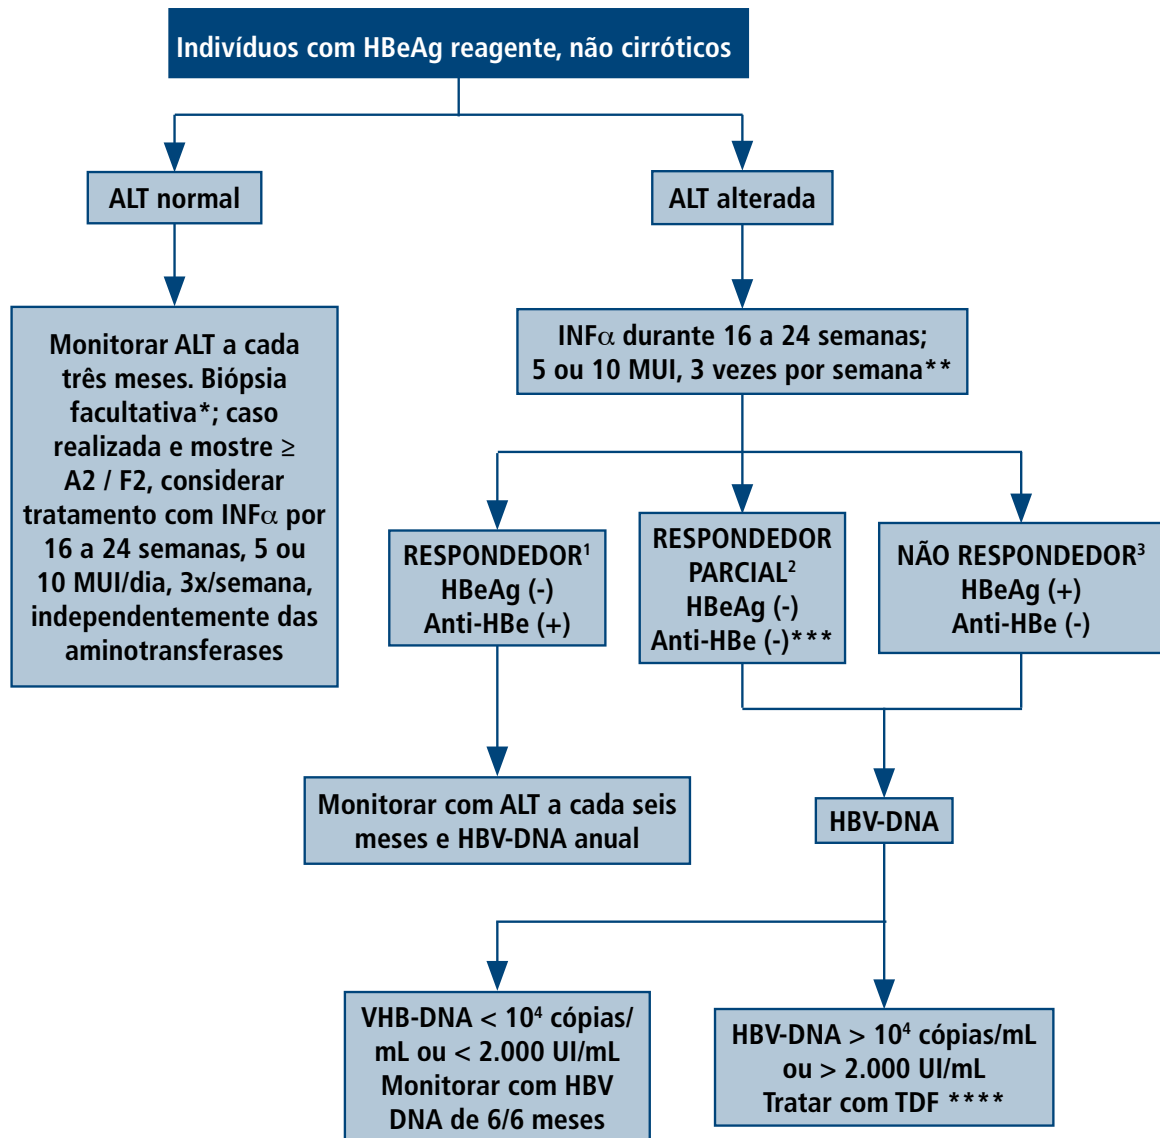 Indivíduos com HBeAg reagente, não cirróticos
ALT normal
ALT alterada
Monitorar ALT a cada
três meses. Biópsia
facultativa*; caso
realizada e mostre ≥
A2 / F2, considerar
tratamento com INFα por
16 a 24 semanas, 5 ou
10 MUI/dia, 3x/semana,
independentemente das
aminotransferases
INFα durante 16 a 24 semanas;
5 ou 10 MUI, 3 vezes por semana**
RESPONDEDOR¹
HBeAg (-)
Anti-HBe (+)
RESPONDEDOR
PARCIAL²
HBeAg (-)
Anti-HBe (-)***
NÃO RESPONDEDOR³
HBeAg (+)
Anti-HBe (-)
Monitorar com ALT a cada seis
meses e HBV-DNA anual
HBV-DNA
VHB-DNA < 10⁴ cópias/
mL ou < 2.000 UI/mL
Monitorar com HBV
DNA de 6/6 meses
HBV-DNA > 10⁴ cópias/mL
ou > 2.000 UI/mL
Tratar com TDF ****